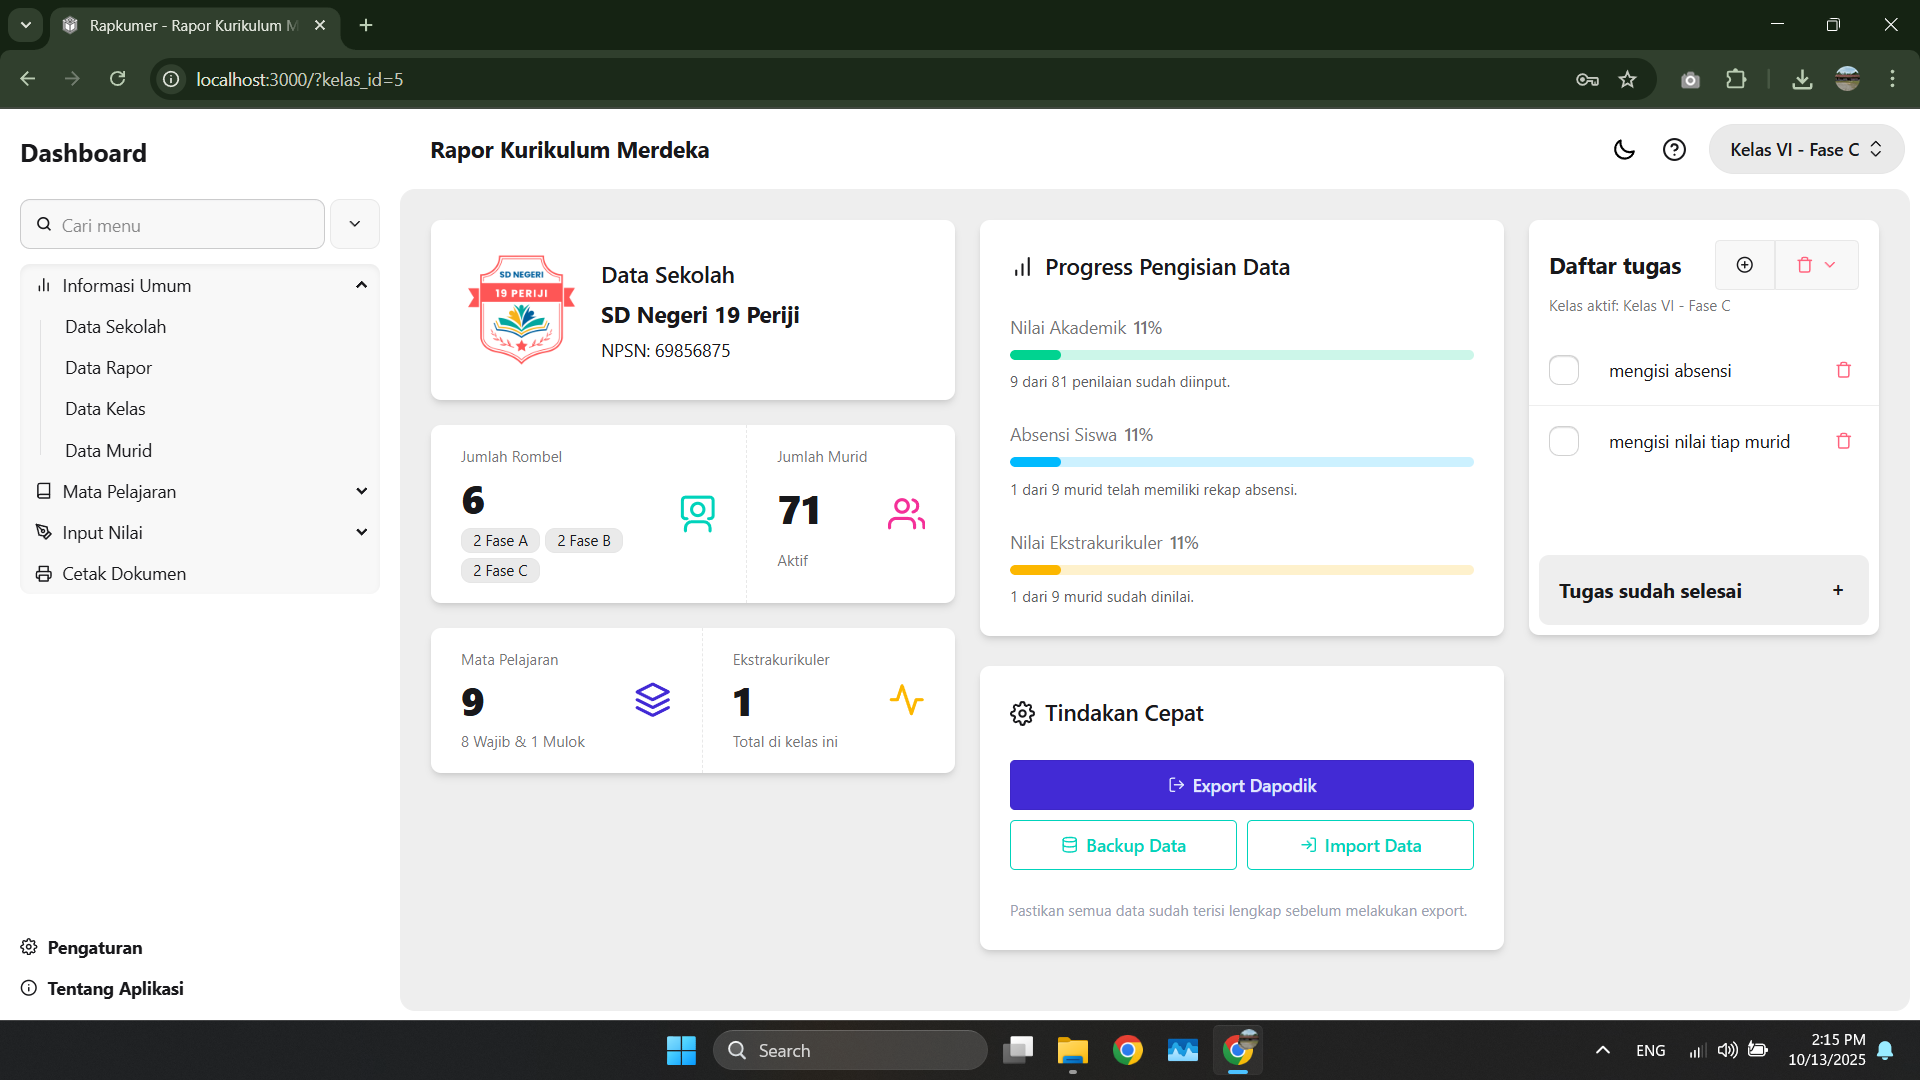 Rapkumer - Rapor Kurikulum M
localhost:3000/?kelas_id=5
Dashboard
Rapor Kurikulum Merdeka
Kelas VI - Fase C
Cari menu
Informasi Umum
Data Sekolah
Data Rapor
Data Kelas
Data Murid
Mata Pelajaran
Input Nilai
Cetak Dokumen
Pengaturan
Tentang Aplikasi
SD NEGERI
19 PERIJI
Data Sekolah
SD Negeri 19 Periji
NPSN: 69856875
Jumlah Rombel
6
2 Fase A
2 Fase B
2 Fase C
Jumlah Murid
71
Aktif
Mata Pelajaran
9
8 Wajib & 1 Mulok
Ekstrakurikuler
1
Total di kelas ini
Progress Pengisian Data
Nilai Akademik 11%
9 dari 81 penilaian sudah diinput.
Absensi Siswa 11%
1 dari 9 murid telah memiliki rekap absensi.
Nilai Ekstrakurikuler 11%
1 dari 9 murid sudah dinilai.
Tindakan Cepat
Export Dapodik
Backup Data
Import Data
Pastikan semua data sudah terisi lengkap sebelum melakukan export.
Daftar tugas
Kelas aktif: Kelas VI - Fase C
mengisi absensi
mengisi nilai tiap murid
Tugas sudah selesai
+
Search
ENG
2:15 PM
10/13/2025